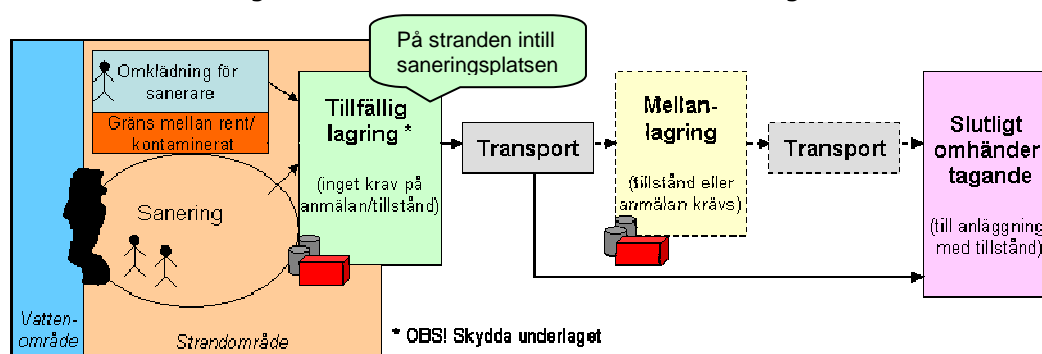 På stranden intill
saneringsplatsen
Omklädning för
sanerare
Gräns mellan rent/
kontaminerat
Sanering
Tillfällig
lagring *
(inget krav på
anmälan/tillstånd)
Transport
Mellan-
lagring
(tillstånd eller
anmälan krävs)
Transport
Slutligt
omhänder
tagande
(till anläggning
med tillstånd)
Vatten-
område
Strandområde
* OBS! Skydda underlaget